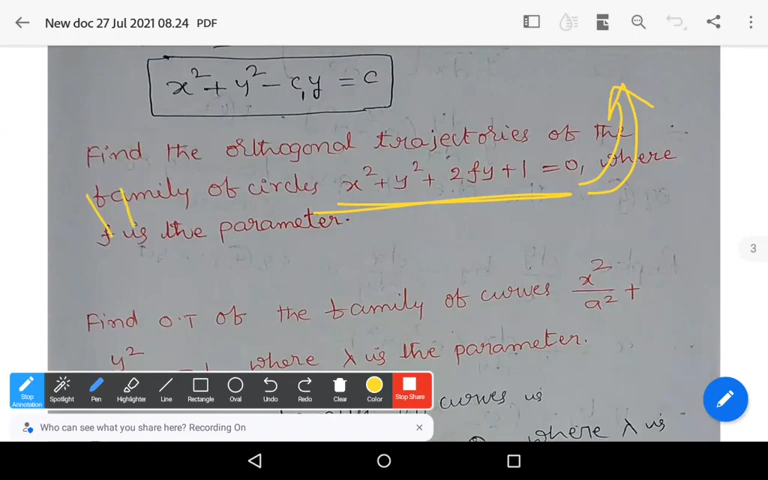 New doc 27 Jul 2021 08.24 PDF
x² + y² - c₁y = c
Find the orthogonal trajectories of the
family of circles x² + y² + 2fy + 1 = 0, where
f is the parameter.
3
Find O.T of the family of curves x²/a² +
y² where λ is the parameter.
curves is
where λ is
Stop Annotation Spotlight Pen Highlighter Line Rectangle Oval Undo Redo Clear Color Stop Share
Who can see what you share here? Recording On